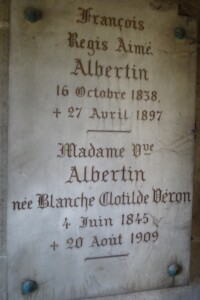 François
Regis Aimé.
Albertin
16 Octobre 1838.
+ 27 Avril 1897
Madame Vve
Albertin
née Blanche Clotilde Véron
4 Juin 1845
+ 20 Août 1909